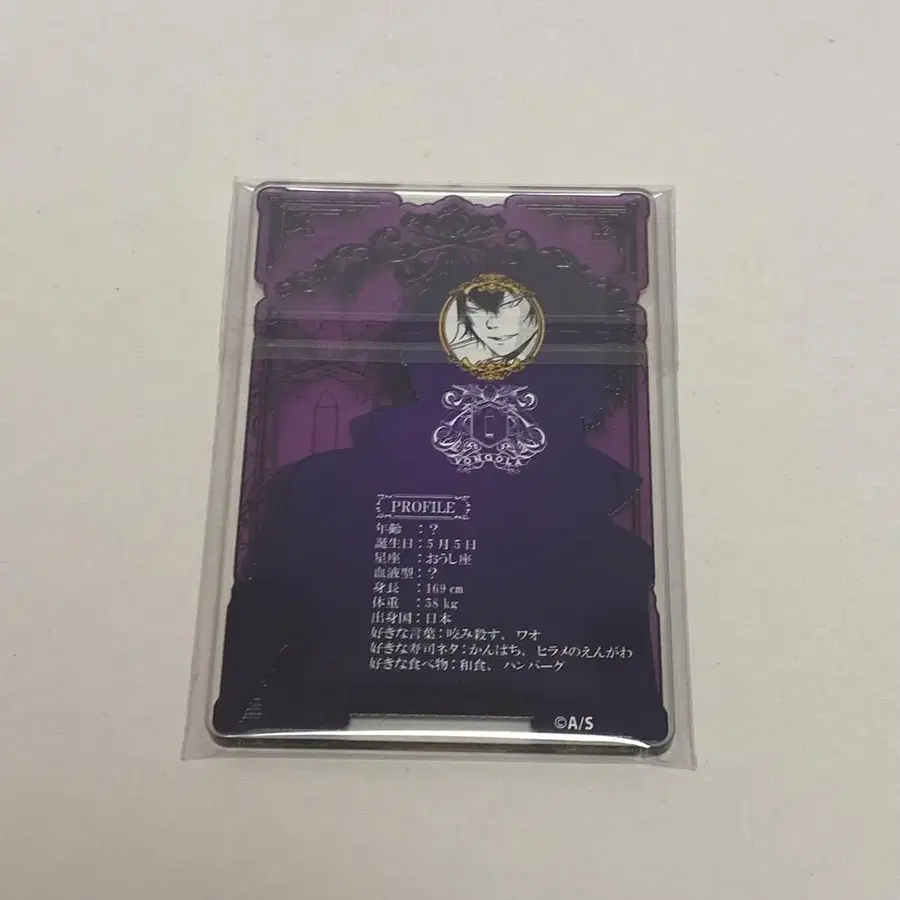 VONGOLA
PROFILE
年齢 : ?
誕生日 : 5月5日
星座 : おうし座
血液型 : ?
身長 : 169 cm
体重 : 58 kg
出身国 : 日本
好きな言葉 : 咬み殺す、ワオ
好きな寿司ネタ : かんぱち、ヒラメのえんがわ
好きな食べ物 : 和食、ハンバーグ
©A/S